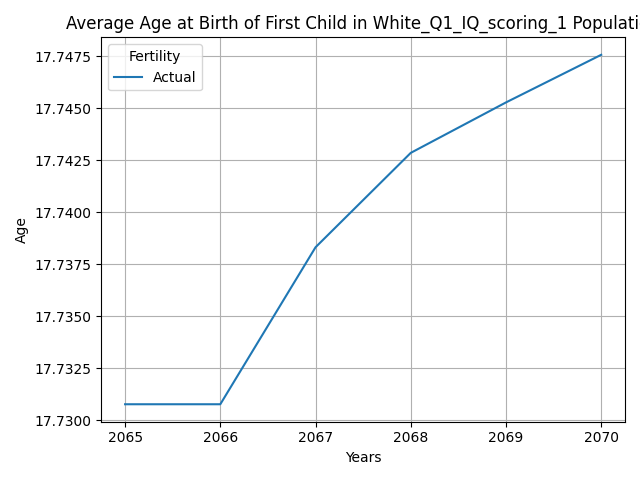 Average Age at Birth of First Child in White_Q1_IQ_scoring_1 Populati
Fertility
Actual
17.7475
17.7450
17.7425
17.7400
17.7375
17.7350
17.7325
17.7300
Age
2065 2066 2067 2068 2069 2070
Years